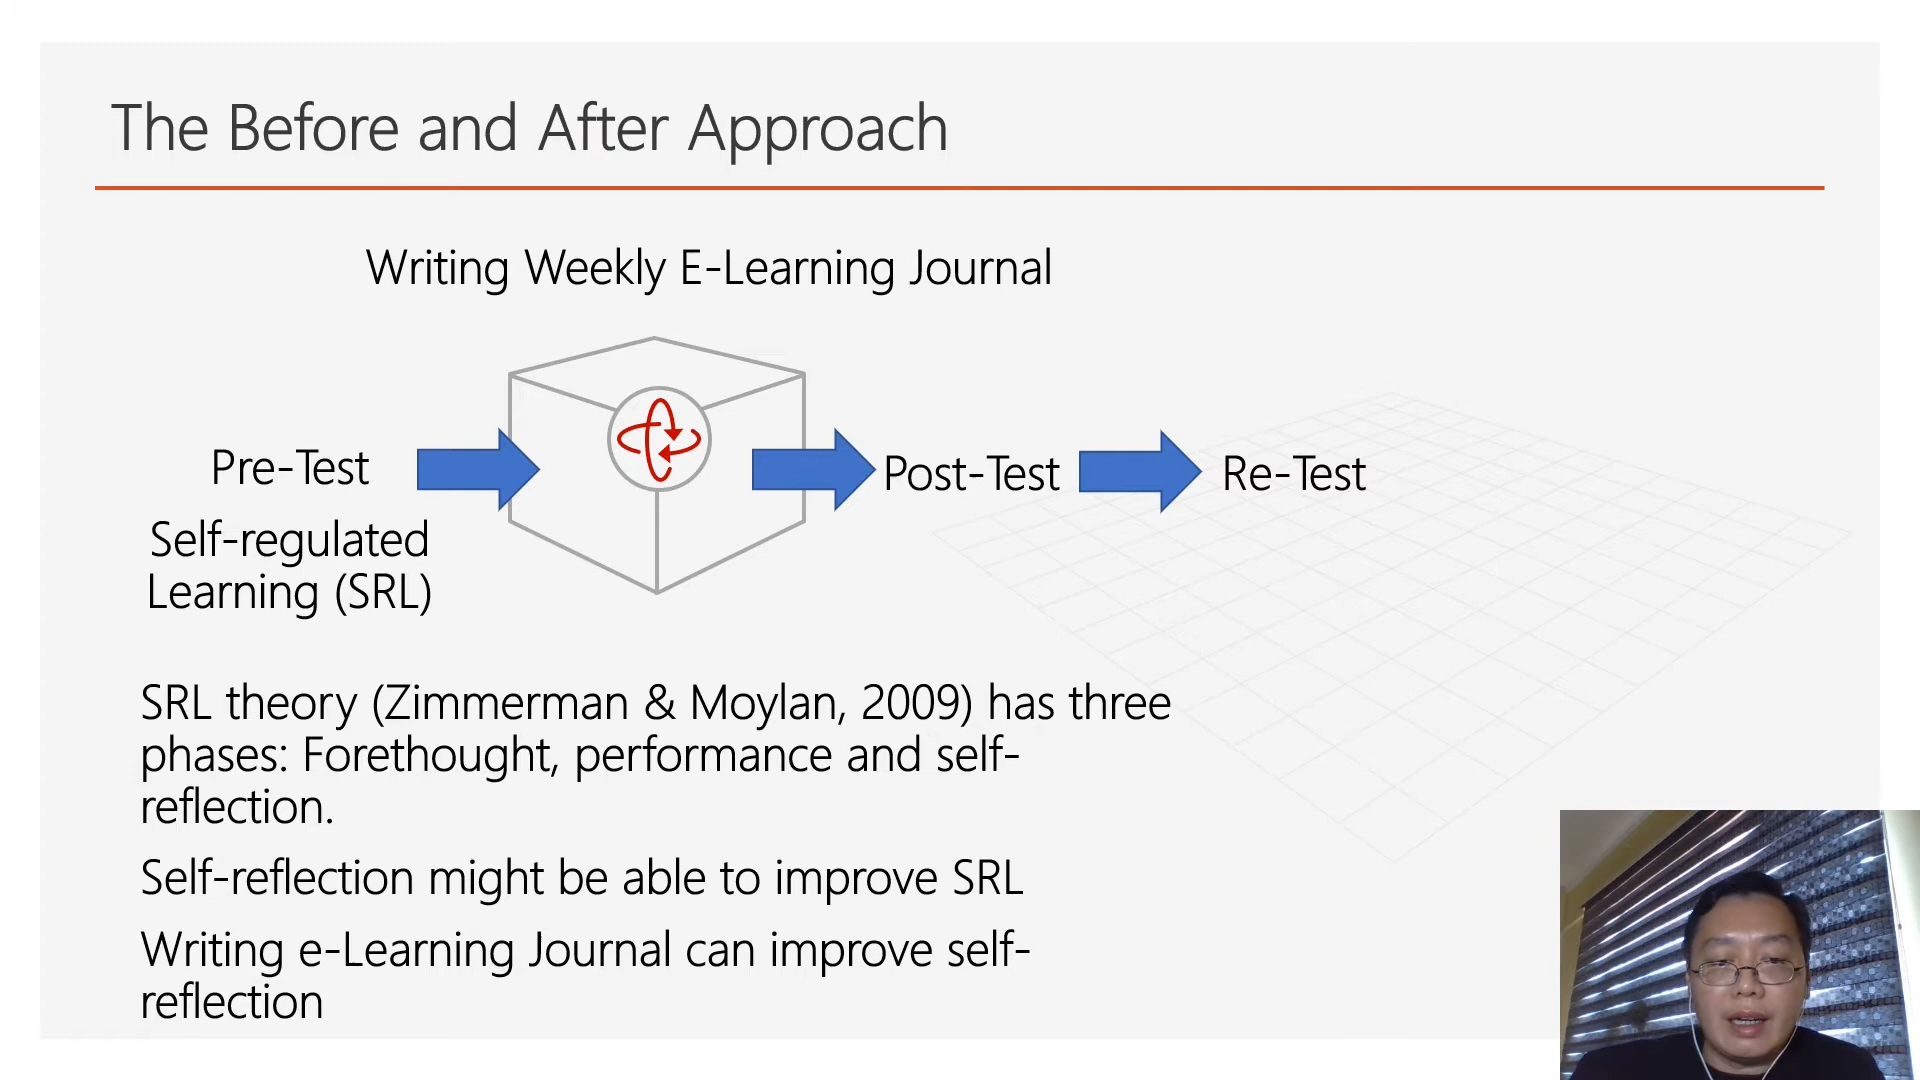 The Before and After Approach
Writing Weekly E-Learning Journal
Pre-Test
Post-Test
Re-Test
Self-regulated
Learning (SRL)
SRL theory (Zimmerman & Moylan, 2009) has three
phases: Forethought, performance and self-
reflection.
Self-reflection might be able to improve SRL
Writing e-Learning Journal can improve self-
reflection